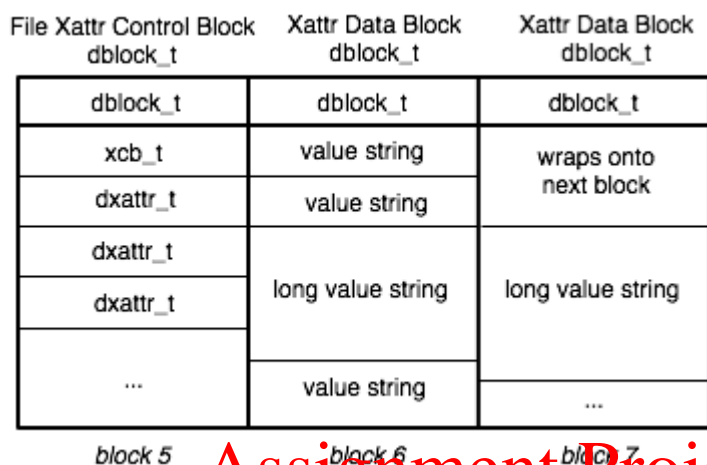 File Xattr Control Block
dblock_t
Xattr Data Block
dblock_t
Xattr Data Block
dblock_t
dblock_t
dblock_t
dblock_t
xcb_t
value string
wraps onto
next block
dxattr_t
value string
dxattr_t
long value string
long value string
dxattr_t
...
value string
...
block 5
block 6
block 7
Assignment